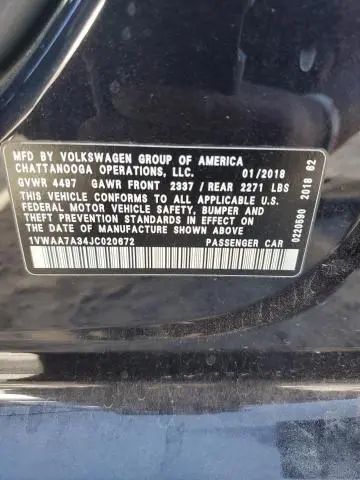 MFD BY VOLKSWAGEN GROUP OF AMERICA
CHATTANOOGA OPERATIONS, LLC. 01/2018
GVWR 4497 GAWR FRONT 2337 / REAR 2271 LBS
THIS VEHICLE CONFORMS TO ALL APPLICABLE U.S.
FEDERAL MOTOR VEHICLE SAFETY, BUMPER AND
THEFT PREVENTION STANDARDS IN EFFECT ON
THE DATE OF MANUFACTURE SHOWN ABOVE
1VWAA7A34JC020672 PASSENGER CAR
0220590 2018 62